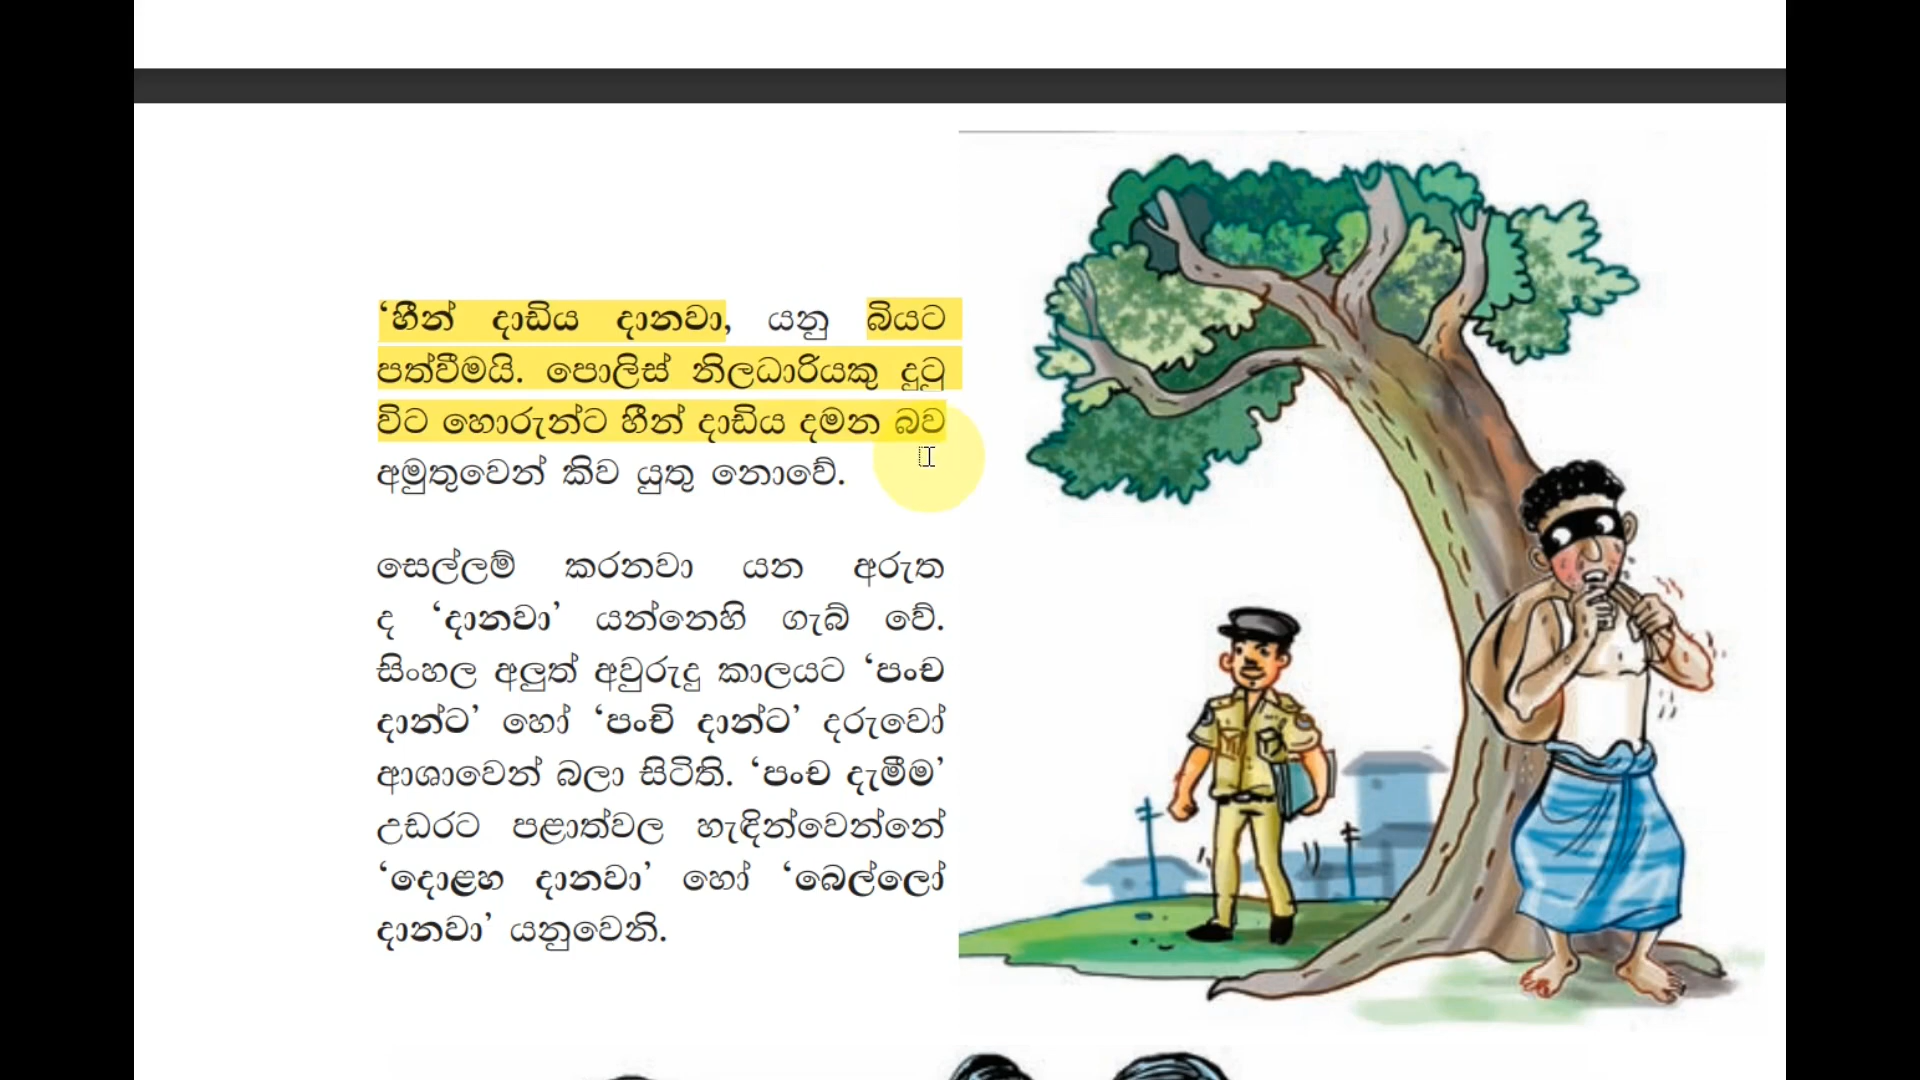 ‘හීන් දාඩිය දානවා, යනු බියට
පත්වීමයි. පොලිස් නිලධාරියකු දුටු
විට හොරුන්ට හීන් දාඩිය දමන බව
අමුතුවෙන් කිව යුතු නොවේ.
සෙල්ලම් කරනවා යන අරුත
ද ‘දානවා’ යන්නෙහි ගැබ් වේ.
සිංහල අලුත් අවුරුදු කාලයට ‘පංච
දාන්ට’ හෝ ‘පංචි දාන්ට’ දරුවෝ
ආශාවෙන් බලා සිටිති. ‘පංච දැමීම’
උඩරට පළාත්වල හැඳින්වෙන්නේ
‘දොළහ දානවා’ හෝ ‘බෙල්ලෝ
දානවා’ යනුවෙනි.